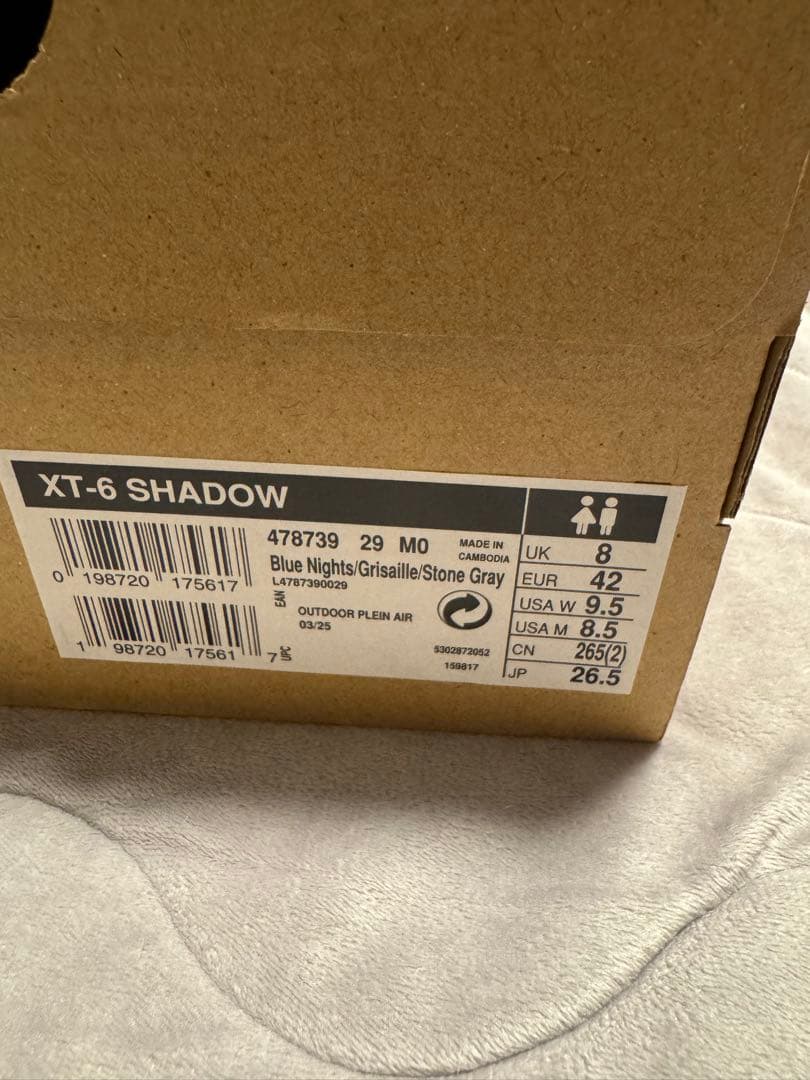 XT-6 SHADOW
478739 29 M0
MADE IN
CAMBODIA
Blue Nights/Grisaille/Stone Gray
L4787390029
0 198720 175617
EAN
OUTDOOR PLEIN AIR
03/25
1 98720 17561 7
UPC
5302872052
159817
UK 8
EUR 42
USA W 9.5
USA M 8.5
CN 265(2)
JP 26.5